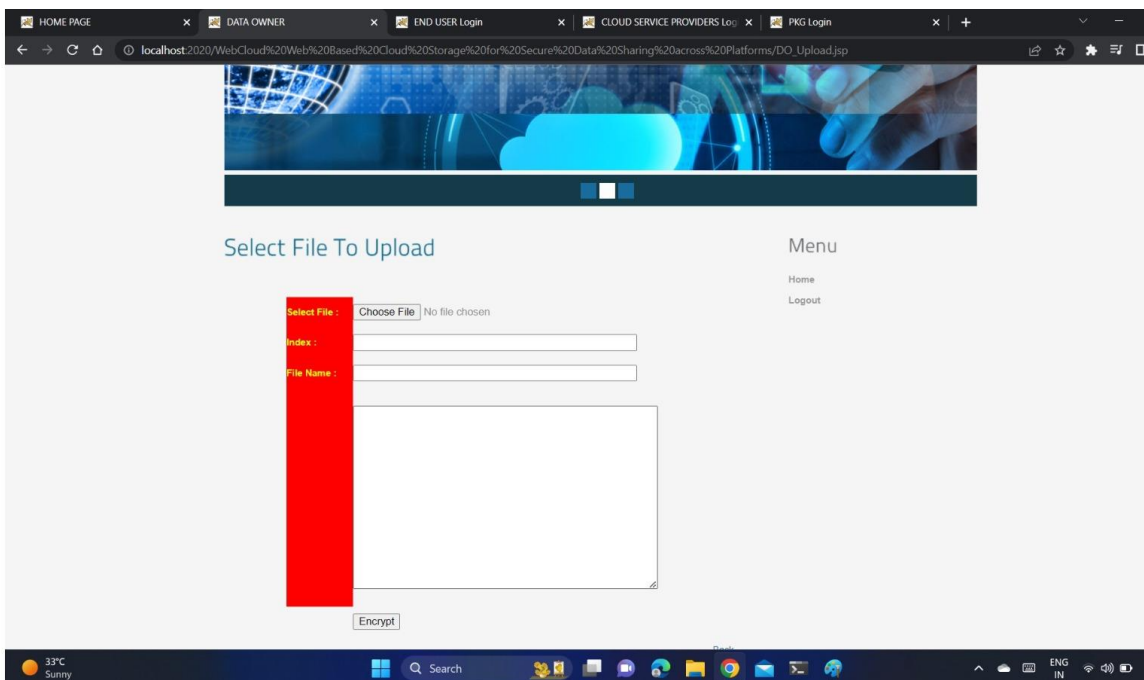 HOME PAGE
DATA OWNER
END USER Login
CLOUD SERVICE PROVIDERS Log
PKG Login
localhost:2020/WebCloud%20Web%20Based%20Cloud%20Storage%20for%20Secure%20Data%20Sharing%20across%20Platforms/DO_Upload.jsp
Select File To Upload
Menu
Home
Logout
Select File :
Choose File No file chosen
Index :
File Name :
Encrypt
33°C
Sunny
Search
ENG
IN